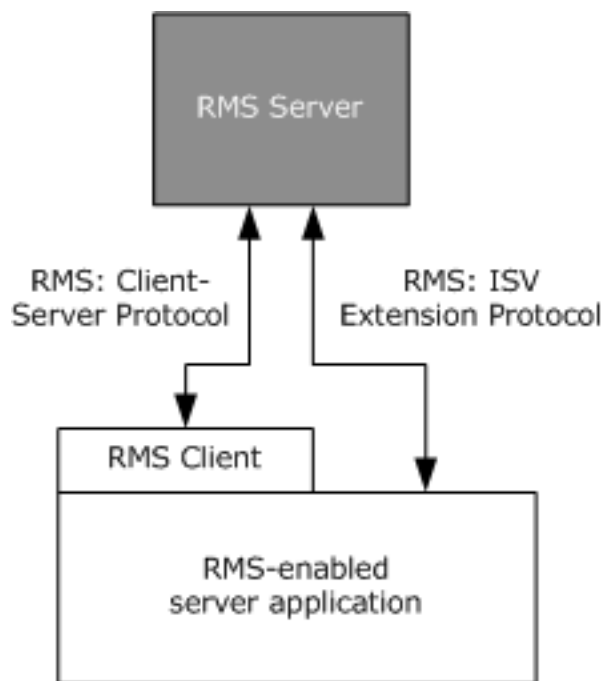 RMS Server
RMS: Client-
Server Protocol
RMS: ISV
Extension Protocol
RMS Client
RMS-enabled
server application